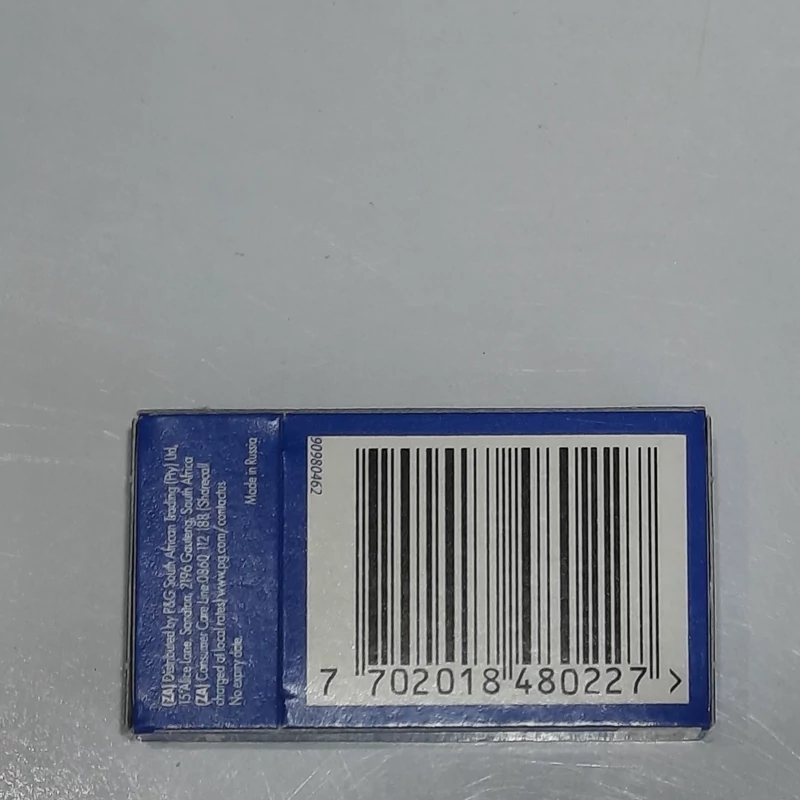 [ZA] Distributed by P&G South African Trading (Pty) Ltd,
15 Alice Lane, Sandton, 2196 Gauteng, South Africa
[ZA] Consumer Care Line-0860 112 188 (Sharecall
charged at local rates) www.pg.com/contactus
No expiry date.
Made in Russia
90980462
7 702018 480227 >